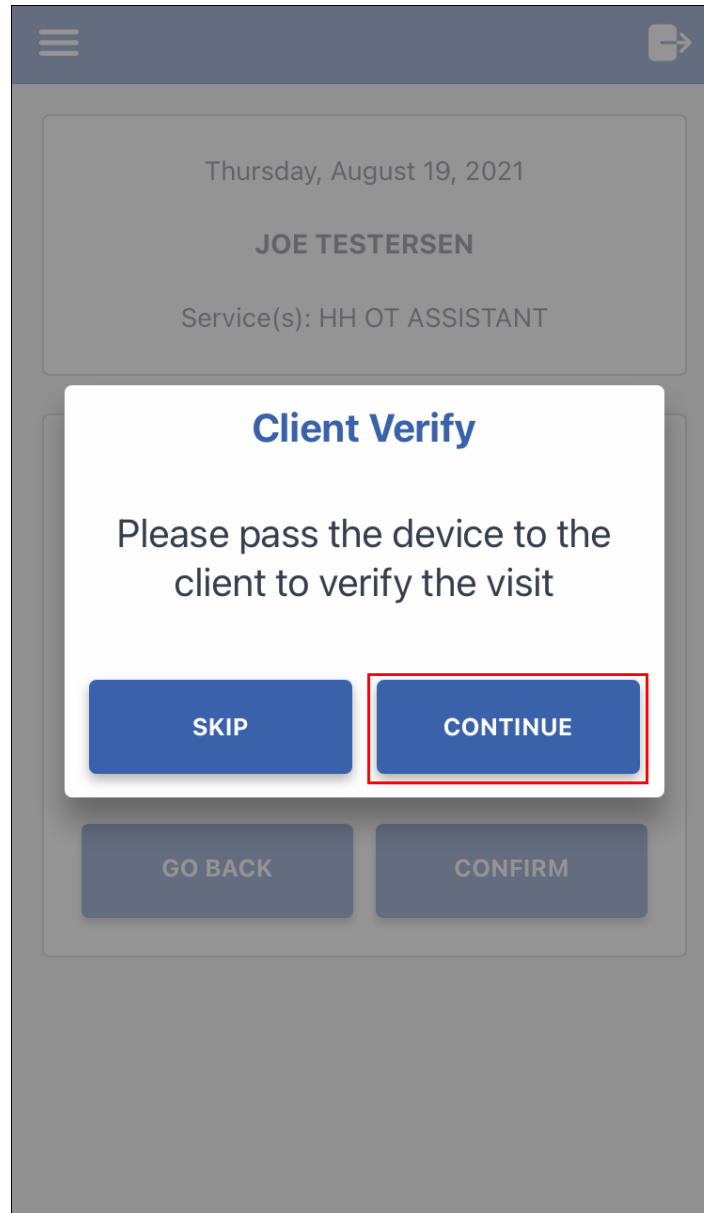 Thursday, August 19, 2021
JOE TESTERSEN
Service(s): HH OT ASSISTANT
Client Verify
Please pass the device to the
client to verify the visit
SKIP CONTINUE
GO BACK CONFIRM